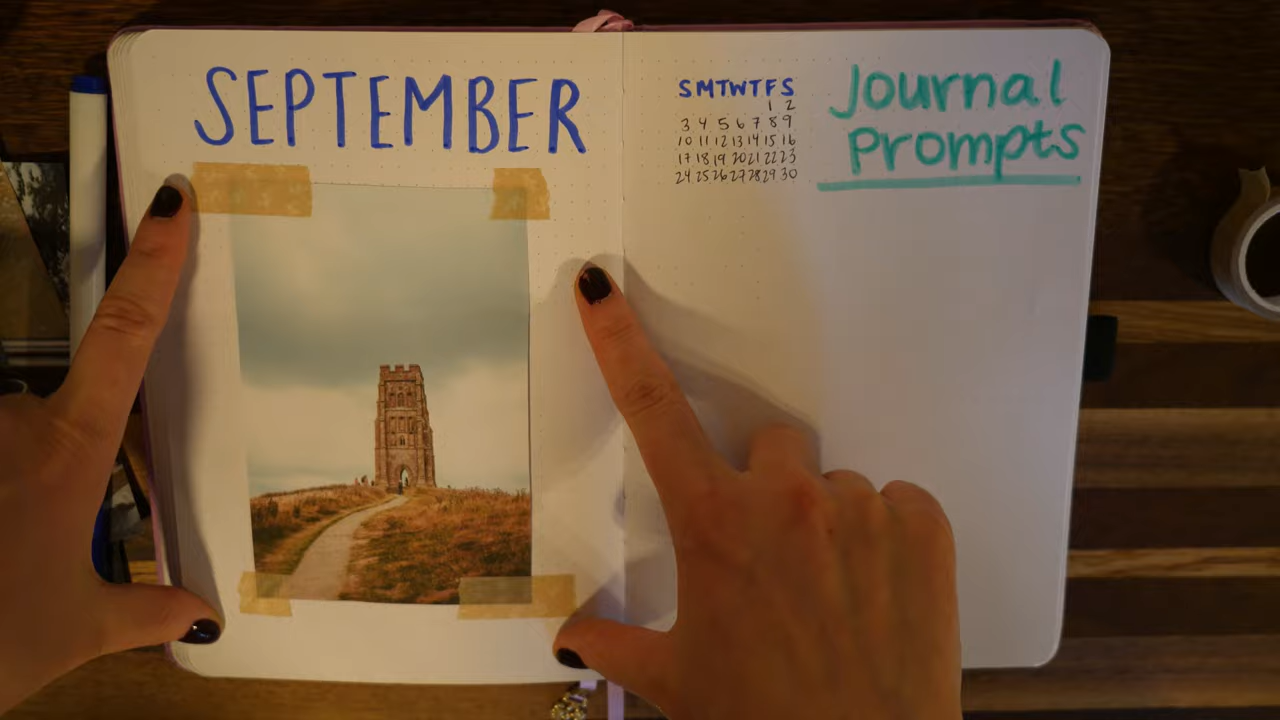 SEPTEMBER
SMTWTFS
1 2
3 4 5 6 7 8 9
10 11 12 13 14 15 16
17 18 19 20 21 22 23
24 25 26 27 28 29 30
Journal
Prompts